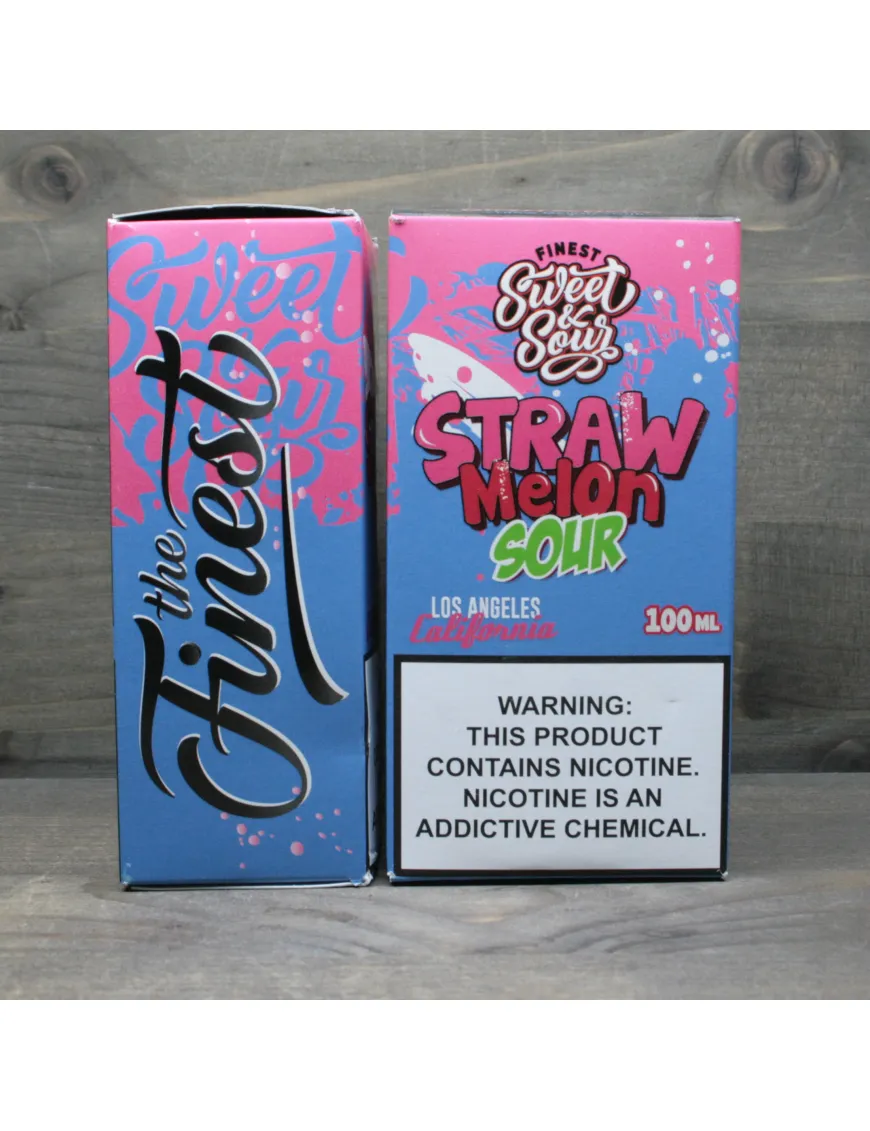 Sweet
&
Sour
the
Finest
FINEST
Sweet
&
Sour
STRAW
Melon
SOUR
LOS ANGELES
California
100ML
WARNING:
THIS PRODUCT
CONTAINS NICOTINE.
NICOTINE IS AN
ADDICTIVE CHEMICAL.